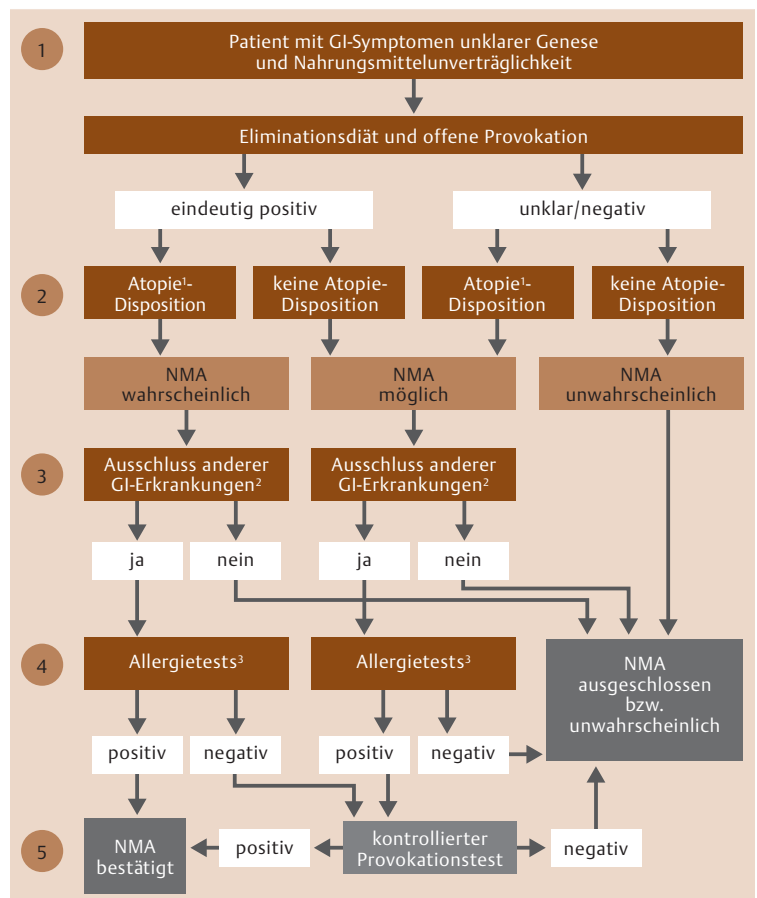 1
Patient mit GI-Symptomen unklarer Genese
und Nahrungsmittelunverträglichkeit
Eliminationsdiät und offene Provokation
eindeutig positiv
unklar/negativ
2
Atopie¹-
Disposition
keine Atopie-
Disposition
Atopie¹-
Disposition
keine Atopie-
Disposition
NMA
wahrscheinlich
NMA
möglich
NMA
unwahrscheinlich
3
Ausschluss anderer
GI-Erkrankungen²
Ausschluss anderer
GI-Erkrankungen²
ja
nein
ja
nein
4
Allergietests³
Allergietests³
NMA
ausgeschlossen
bzw.
unwahrscheinlich
positiv
negativ
positiv
negativ
5
NMA
bestätigt
positiv
kontrollierter
Provokationstest
negativ